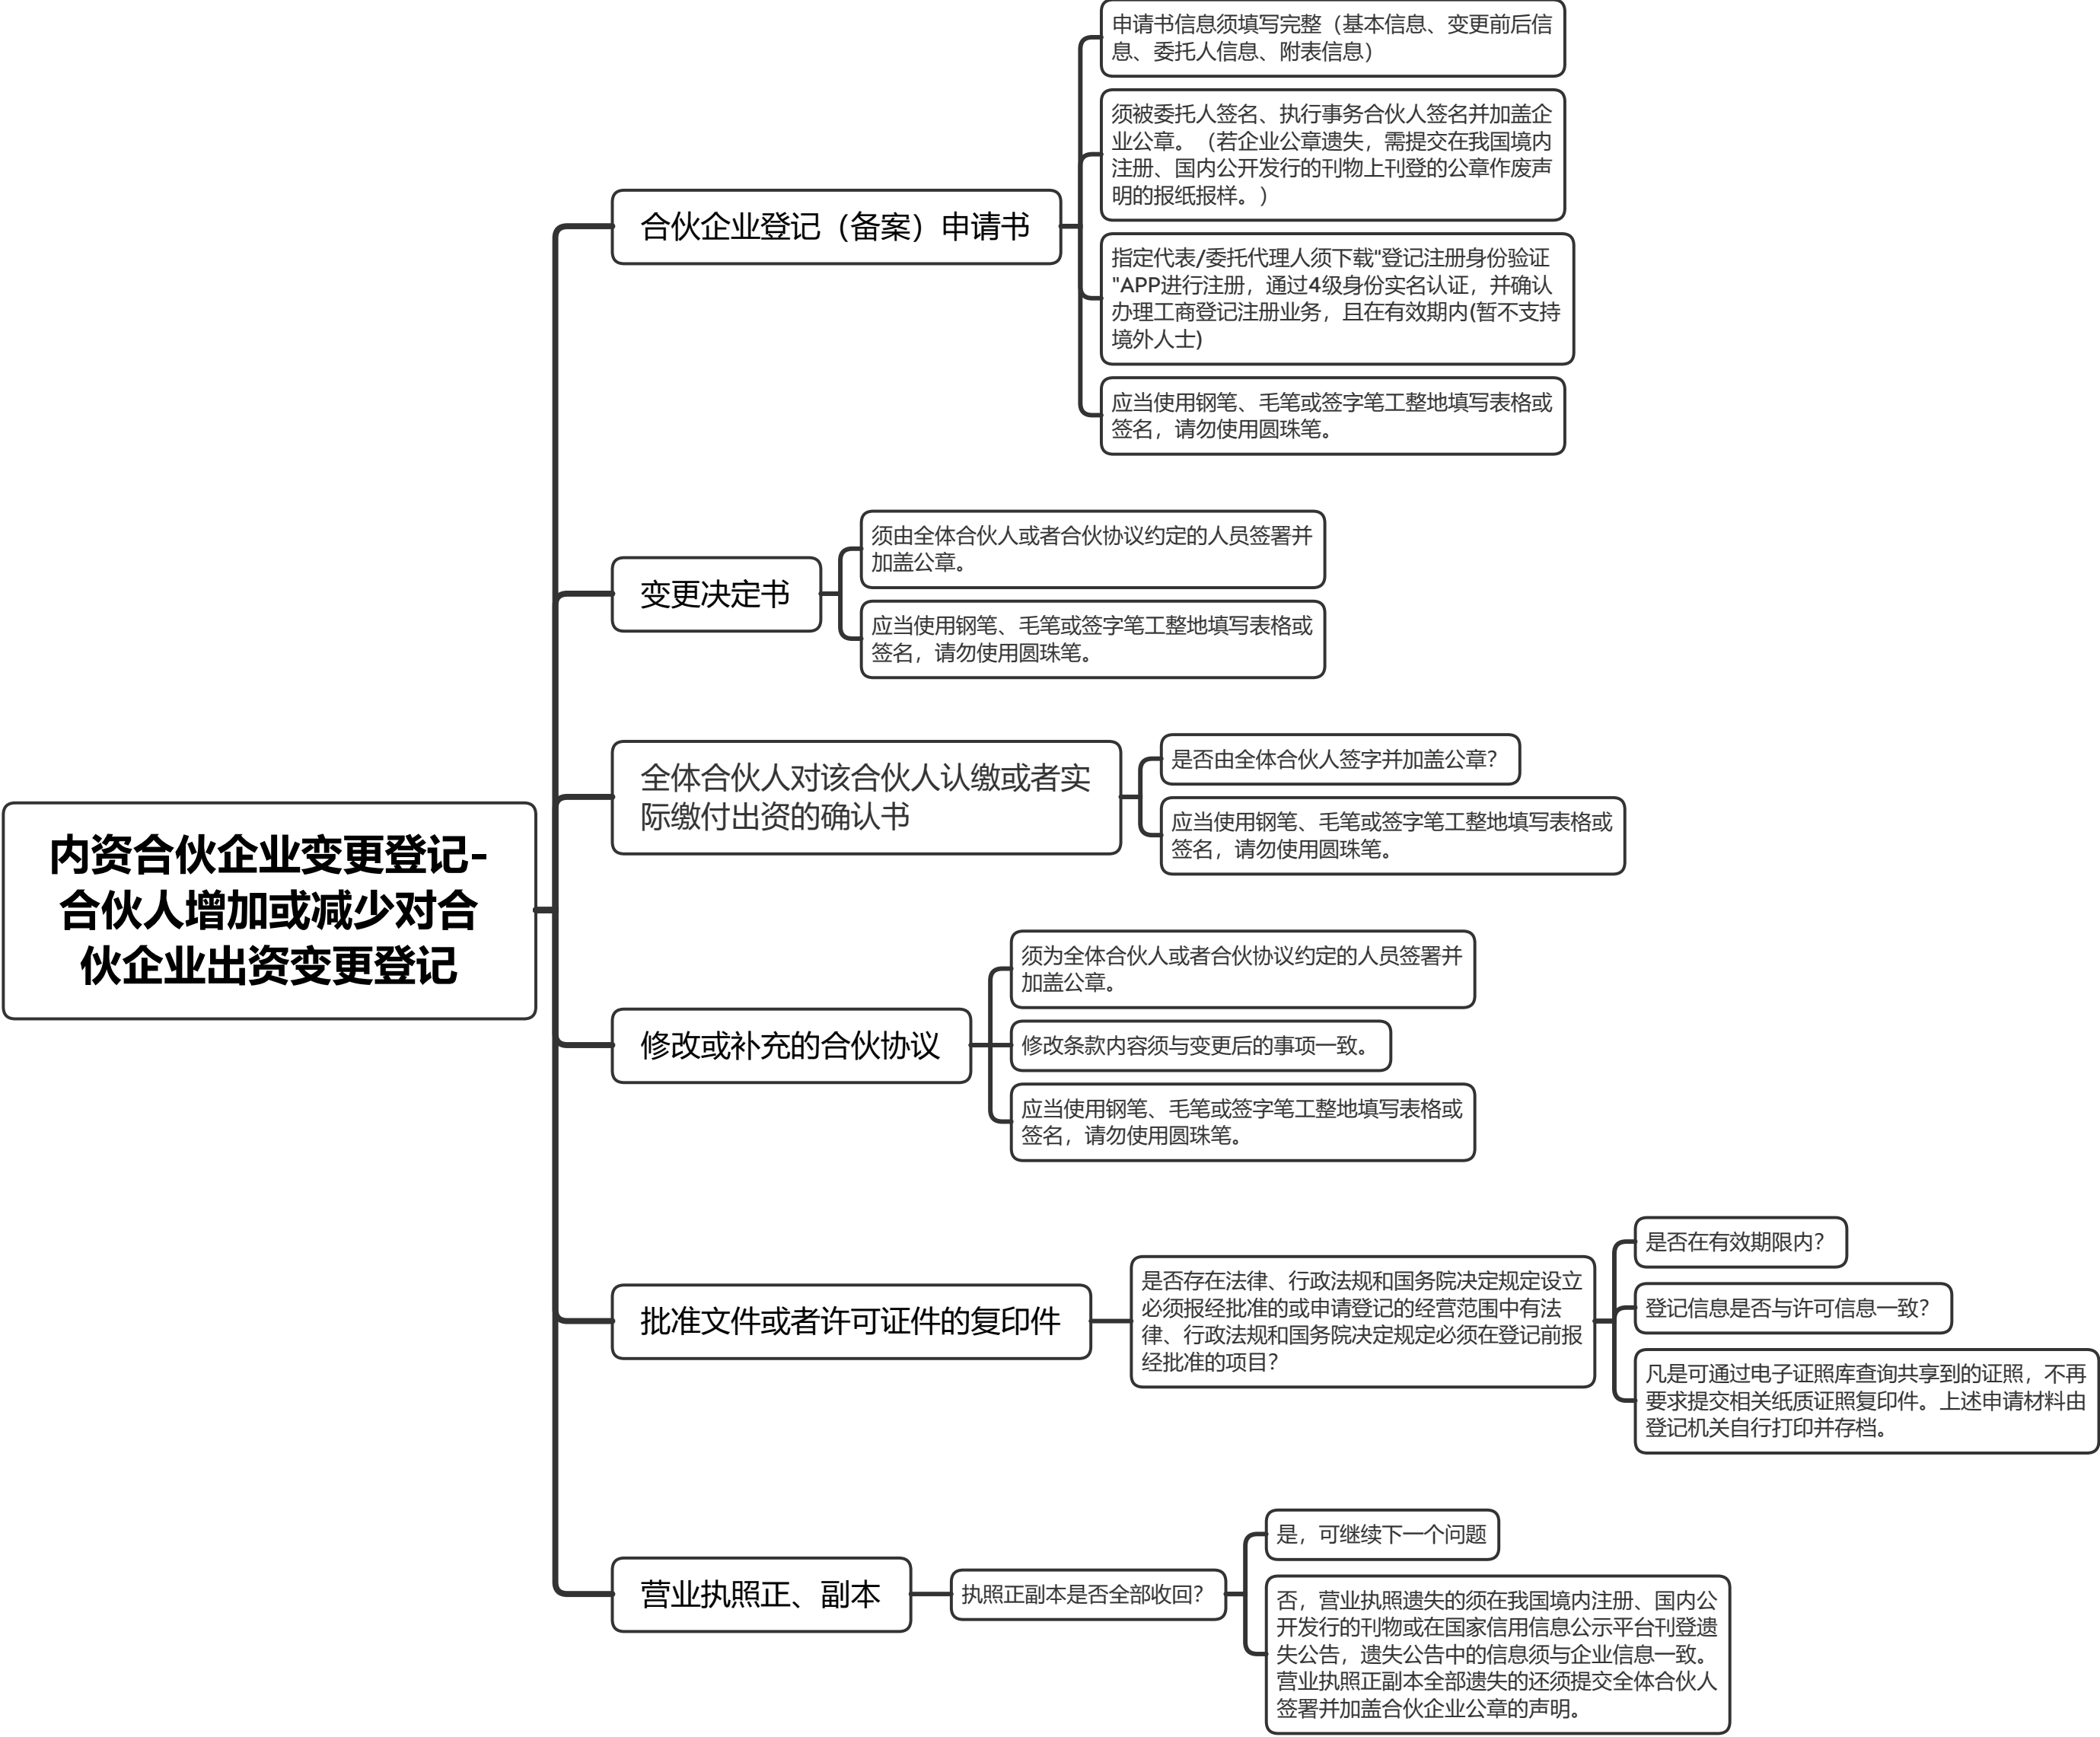 内资合伙企业变更登记-
合伙人增加或减少对合
伙企业出资变更登记
合伙企业登记（备案）申请书
申请书信息须填写完整（基本信息、变更前后信
息、委托人信息、附表信息）
须被委托人签名、执行事务合伙人签名并加盖企
业公章。（若企业公章遗失，需提交在我国境内
注册、国内公开发行的刊物上刊登的公章作废声
明的报纸报样。）
指定代表/委托代理人须下载"登记注册身份验证
"APP进行注册，通过4级身份实名认证，并确认
办理工商登记注册业务，且在有效期内(暂不支持
境外人士)
应当使用钢笔、毛笔或签字笔工整地填写表格或
签名，请勿使用圆珠笔。
变更决定书
须由全体合伙人或者合伙协议约定的人员签署并
加盖公章。
应当使用钢笔、毛笔或签字笔工整地填写表格或
签名，请勿使用圆珠笔。
全体合伙人对该合伙人认缴或者实
际缴付出资的确认书
是否由全体合伙人签字并加盖公章？
应当使用钢笔、毛笔或签字笔工整地填写表格或
签名，请勿使用圆珠笔。
修改或补充的合伙协议
须为全体合伙人或者合伙协议约定的人员签署并
加盖公章。
修改条款内容须与变更后的事项一致。
应当使用钢笔、毛笔或签字笔工整地填写表格或
签名，请勿使用圆珠笔。
批准文件或者许可证件的复印件
是否存在法律、行政法规和国务院决定规定设立
必须报经批准的或申请登记的经营范围中有法
律、行政法规和国务院决定规定必须在登记前报
经批准的项目？
是否在有效期限内？
登记信息是否与许可信息一致？
凡是可通过电子证照库查询共享到的证照，不再
要求提交相关纸质证照复印件。上述申请材料由
登记机关自行打印并存档。
营业执照正、副本
执照正副本是否全部收回？
是，可继续下一个问题
否，营业执照遗失的须在我国境内注册、国内公
开发行的刊物或在国家信用信息公示平台刊登遗
失公告，遗失公告中的信息须与企业信息一致。
营业执照正副本全部遗失的还须提交全体合伙人
签署并加盖合伙企业公章的声明。